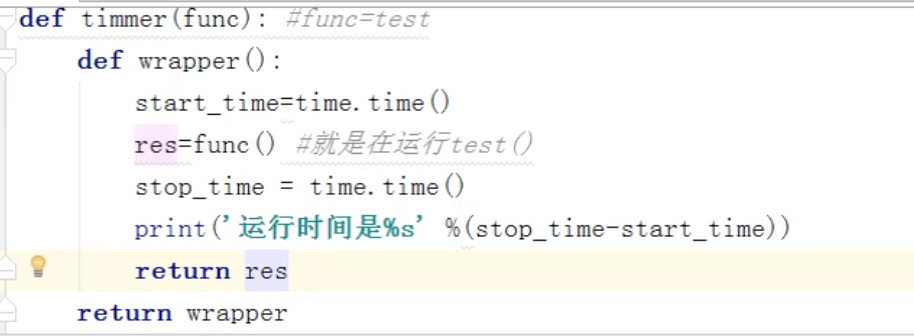 def timmer(func): #func=test
    def wrapper():
        start_time=time.time()
        res=func() #就是在运行test()
        stop_time = time.time()
        print('运行时间是%s' %(stop_time-start_time))
        return res
    return wrapper